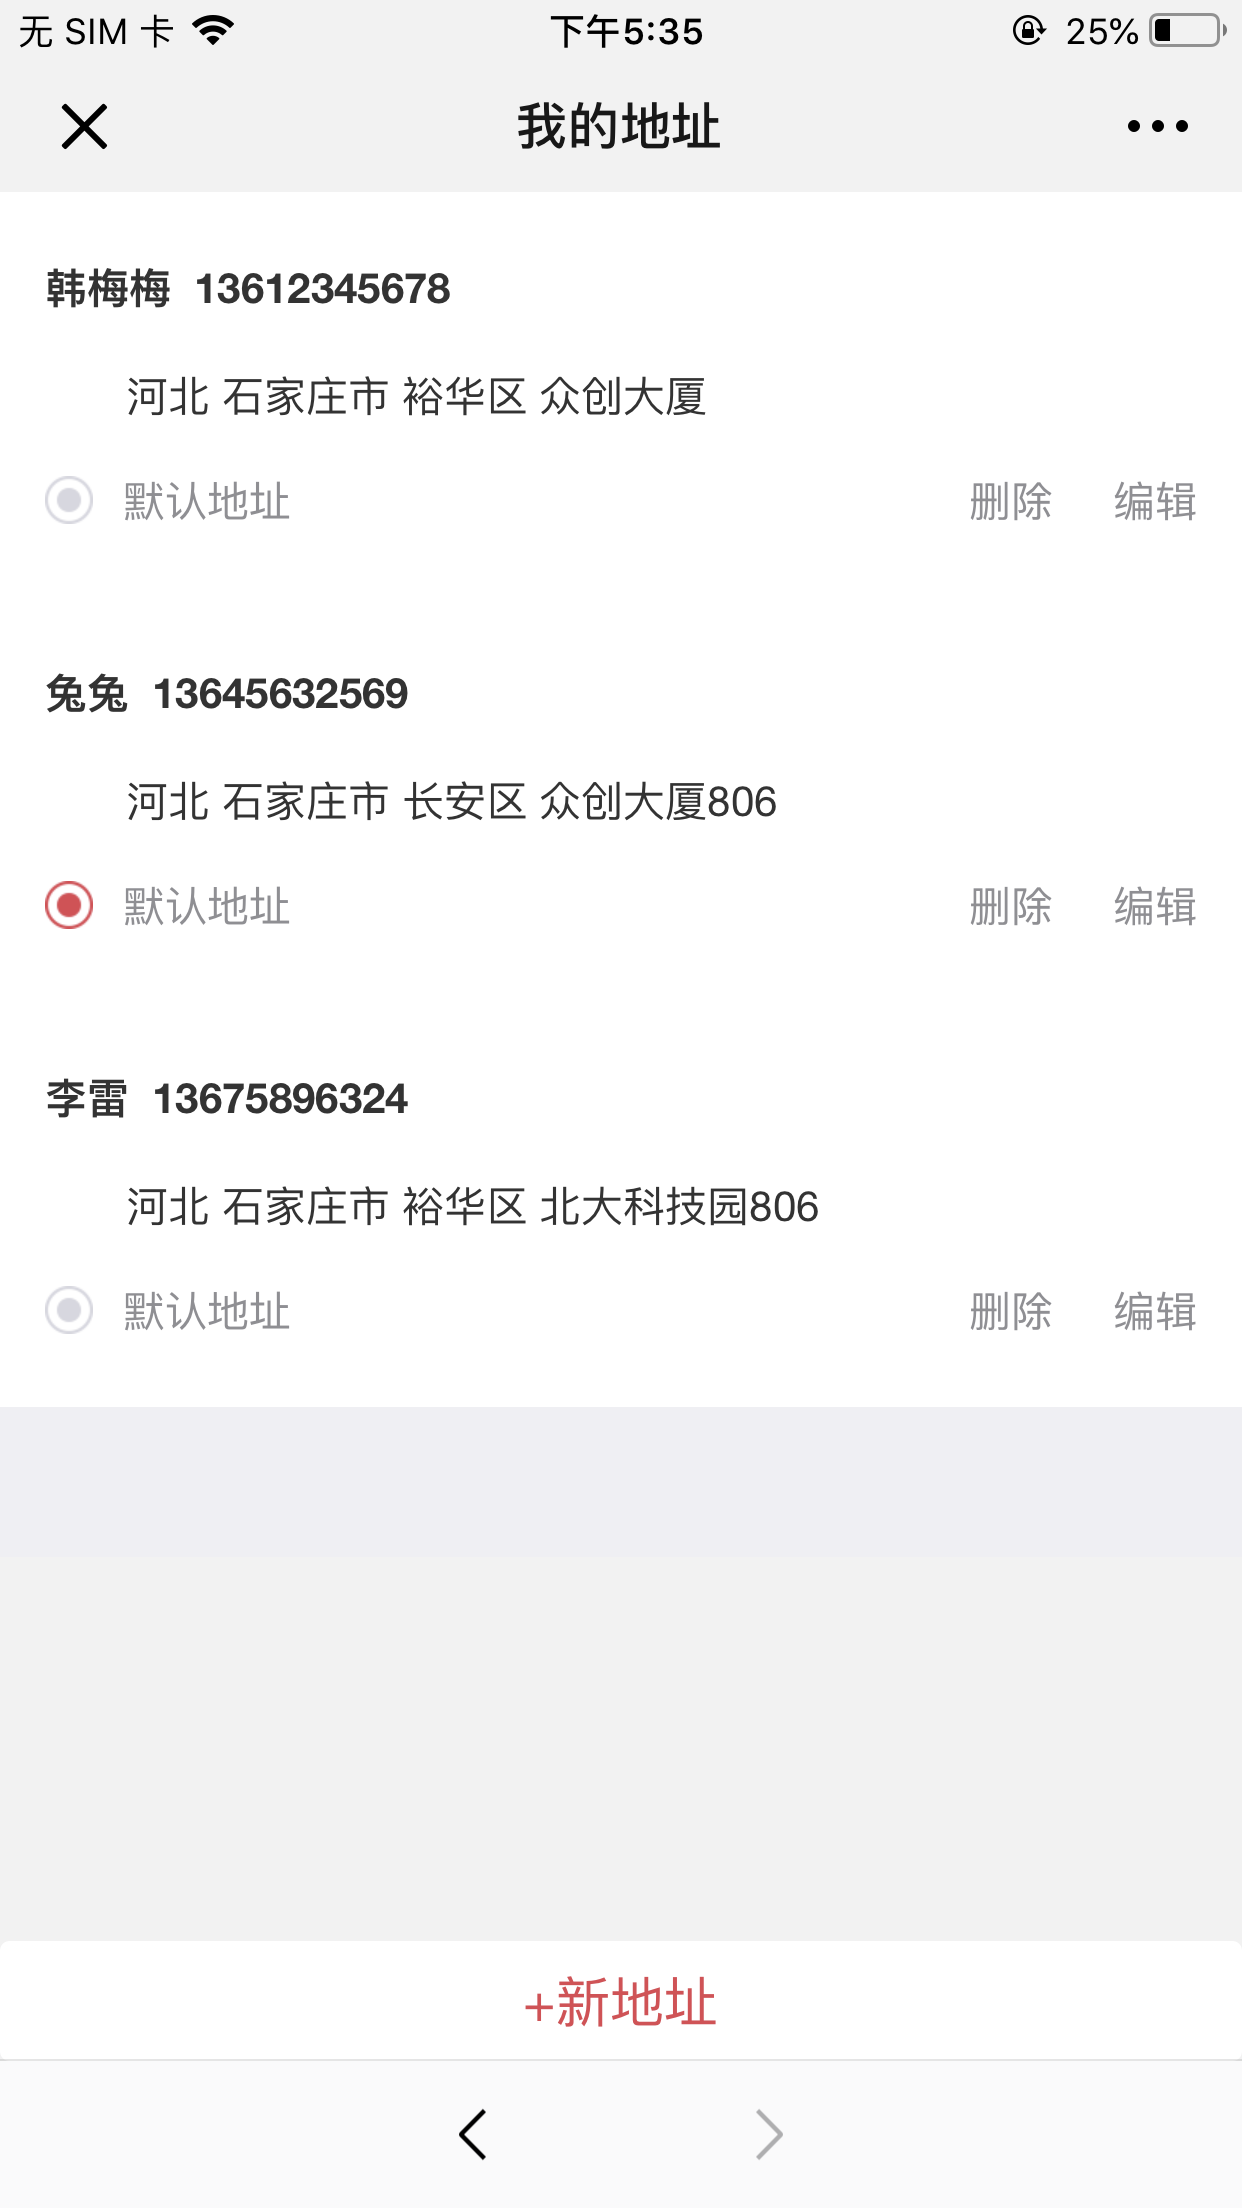 无 SIM 卡 下午5:35 25%
我的地址
韩梅梅 13612345678
河北 石家庄市 裕华区 众创大厦
默认地址 删除 编辑
兔兔 13645632569
河北 石家庄市 长安区 众创大厦806
默认地址 删除 编辑
李雷 13675896324
河北 石家庄市 裕华区 北大科技园806
默认地址 删除 编辑
+新地址